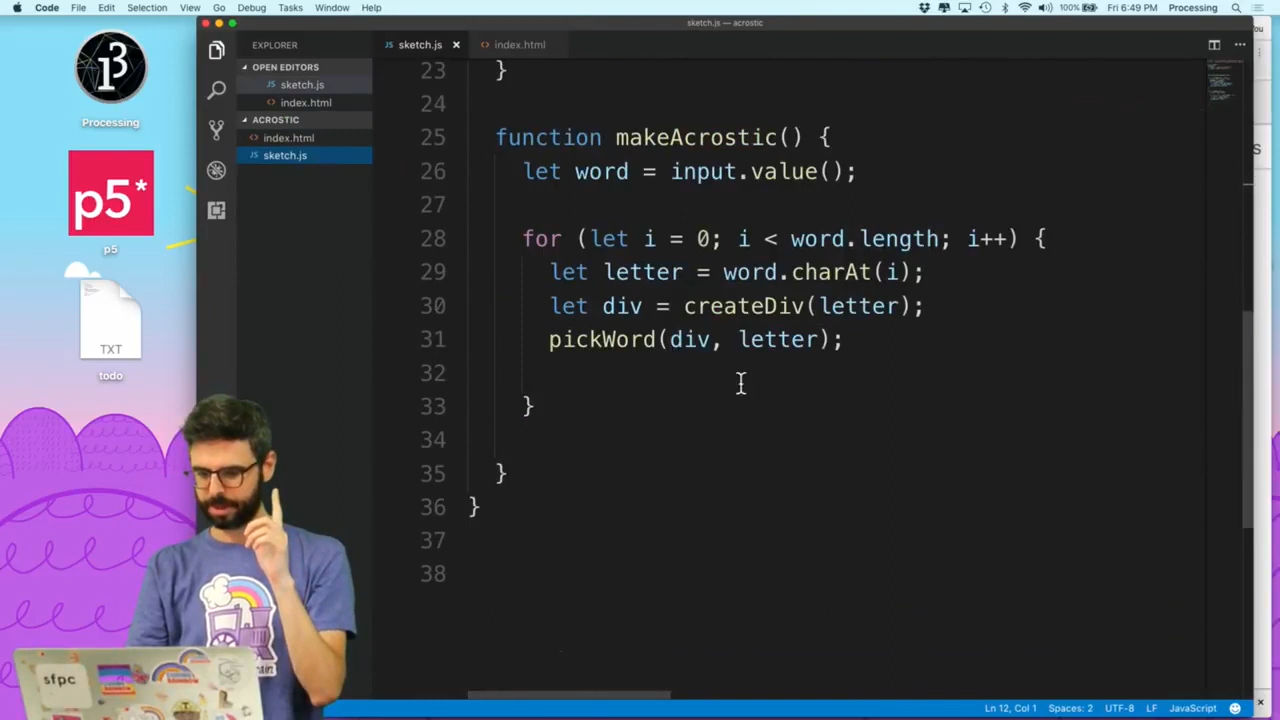 Code File Edit Selection View Go Debug Tasks Window Help
100% Fri 6:49 PM Processing
sketch.js — acrostic
EXPLORER
OPEN EDITORS
sketch.js
index.html
ACROSTIC
index.html
sketch.js
sketch.js
index.html
23 }
24
25 function makeAcrostic() {
26 let word = input.value();
27
28 for (let i = 0; i < word.length; i++) {
29 let letter = word.charAt(i);
30 let div = createDiv(letter);
31 pickWord(div, letter);
32
33 }
34
35 }
36 }
37
38
Ln 12, Col 1 Spaces: 2 UTF-8 LF JavaScript
Processing
p5*
p5
TXT
todo
sfpc